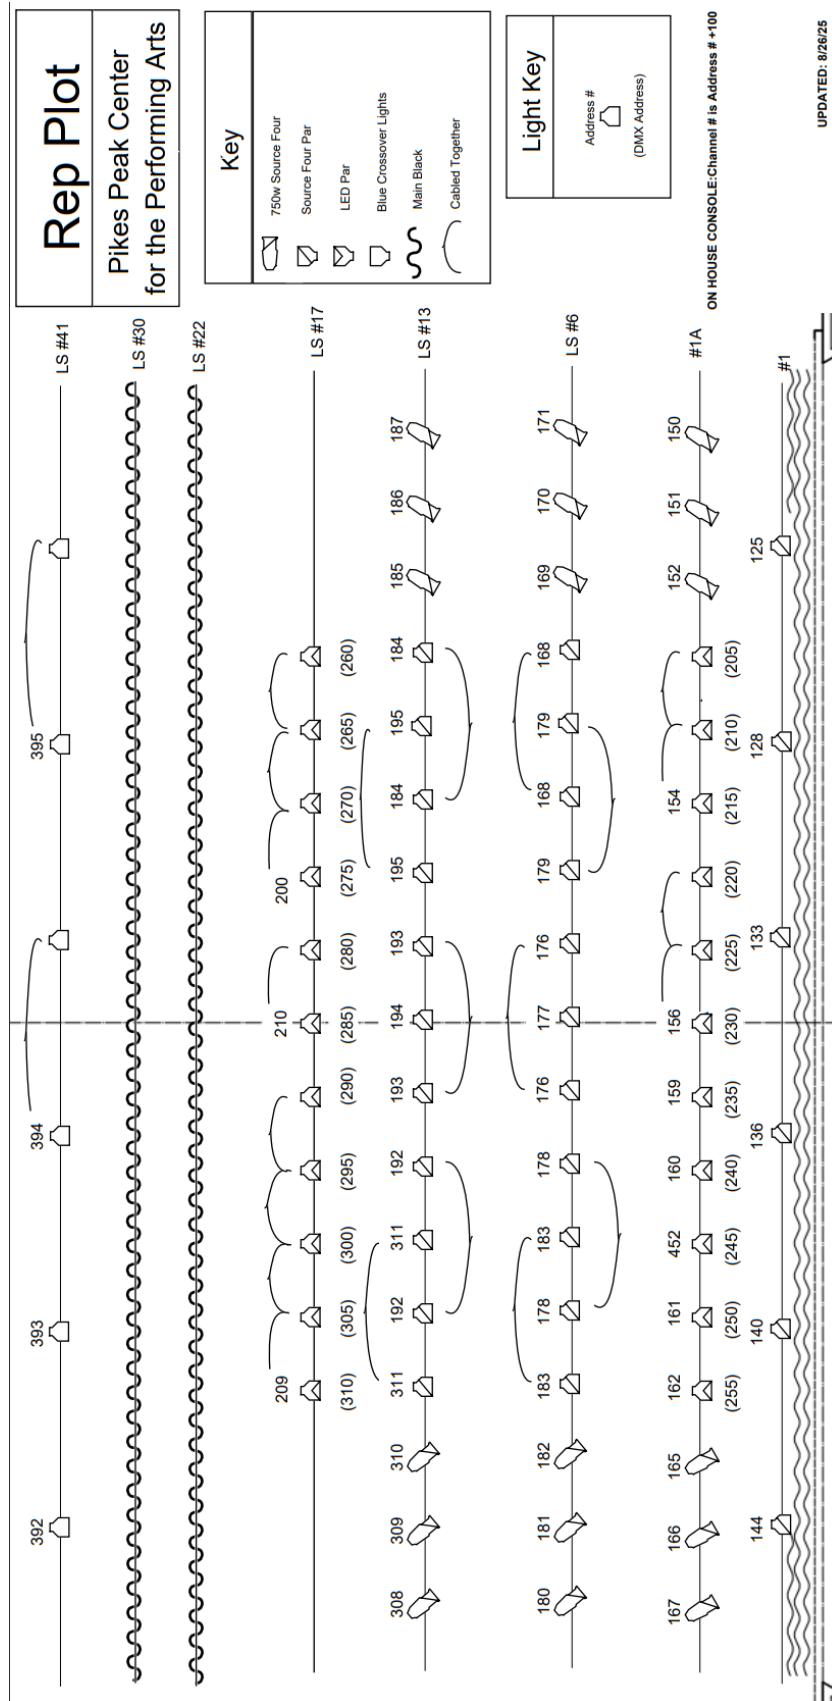 Rep Plot
Pikes Peak Center
for the Performing Arts
Key
750w Source Four
Source Four Par
LED Par
Blue Crossover Lights
Main Black
Cabled Together
Light Key
Address #
(DMX Address)
ON HOUSE CONSOLE:Channel # is Address # +100
UPDATED: 8/26/25
392 393 394 395 LS #41
LS #30
LS #22
209 210 200 LS #17
(310) (305) (300) (295) (290) (285) (280) (275) (270) (265) (260)
308 309 310 311 192 311 192 193 194 193 195 184 195 184 185 186 187 LS #13
180 181 182 183 178 183 178 176 177 176 179 168 179 168 169 170 171 LS #6
167 166 165 162 161 452 160 159 156 154 152 151 150 #1A
(255) (250) (245) (240) (235) (230) (225) (220) (215) (210) (205)
144 140 136 133 128 125 #1